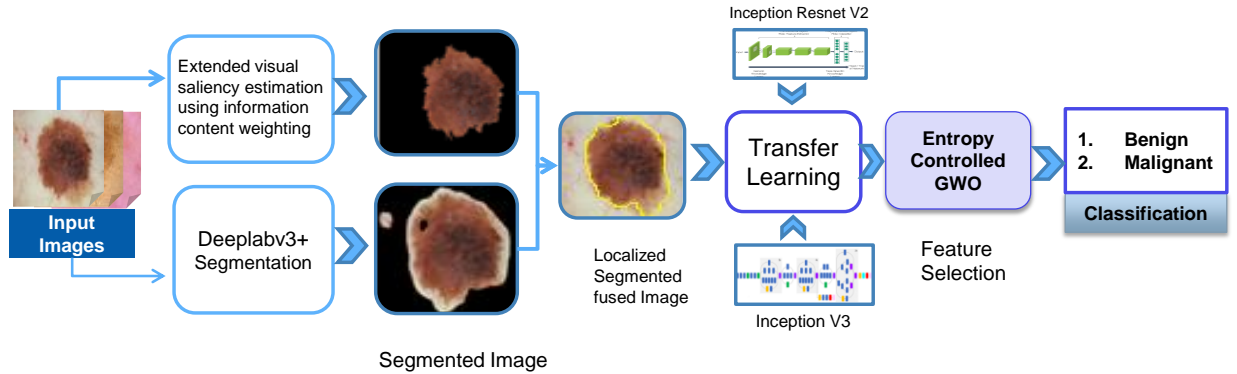 Inception Resnet V2
Extended visual
saliency estimation
using information
content weighting
Input
Images
Deeplabv3+
Segmentation
Segmented Image
Localized
Segmented
fused Image
Transfer
Learning
Inception V3
Entropy
Controlled
GWO
Feature
Selection
1. Benign
2. Malignant
Classification